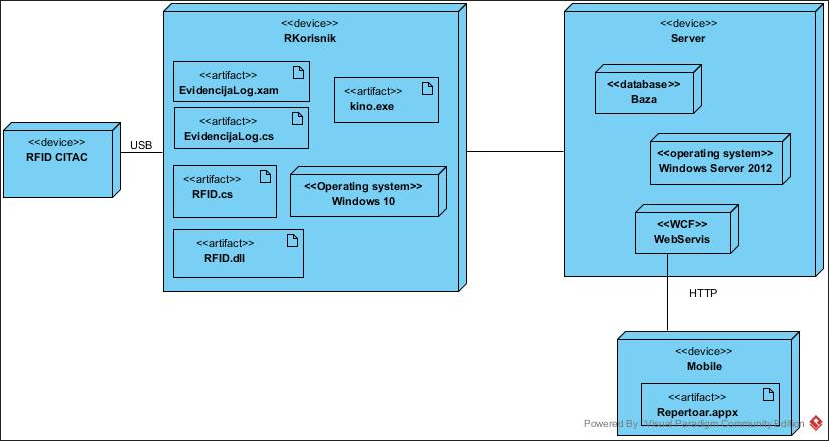 <<device>>
RFID CITAC
USB
<<device>>
RKorisnik
<<artifact>>
EvidencijaLog.xam
<<artifact>>
kino.exe
<<artifact>>
EvidencijaLog.cs
<<artifact>>
RFID.cs
<<Operating system>>
Windows 10
<<artifact>>
RFID.dll
<<device>>
Server
<<database>>
Baza
<<operating system>>
Windows Server 2012
<<WCF>>
WebServis
HTTP
<<device>>
Mobile
<<artifact>>
Repertoar.appx
Powered By Visual Paradigm Community Edition